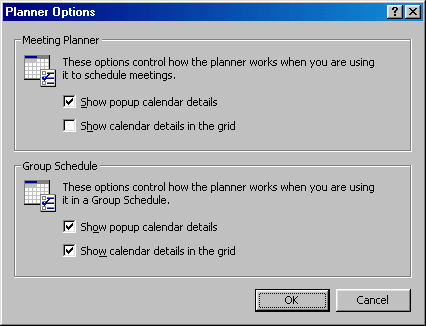 Planner Options
Meeting Planner
These options control how the planner works when you are using
it to schedule meetings.
Show popup calendar details
Show calendar details in the grid
Group Schedule
These options control how the planner works when you are using
it in a Group Schedule.
Show popup calendar details
Show calendar details in the grid
OK Cancel